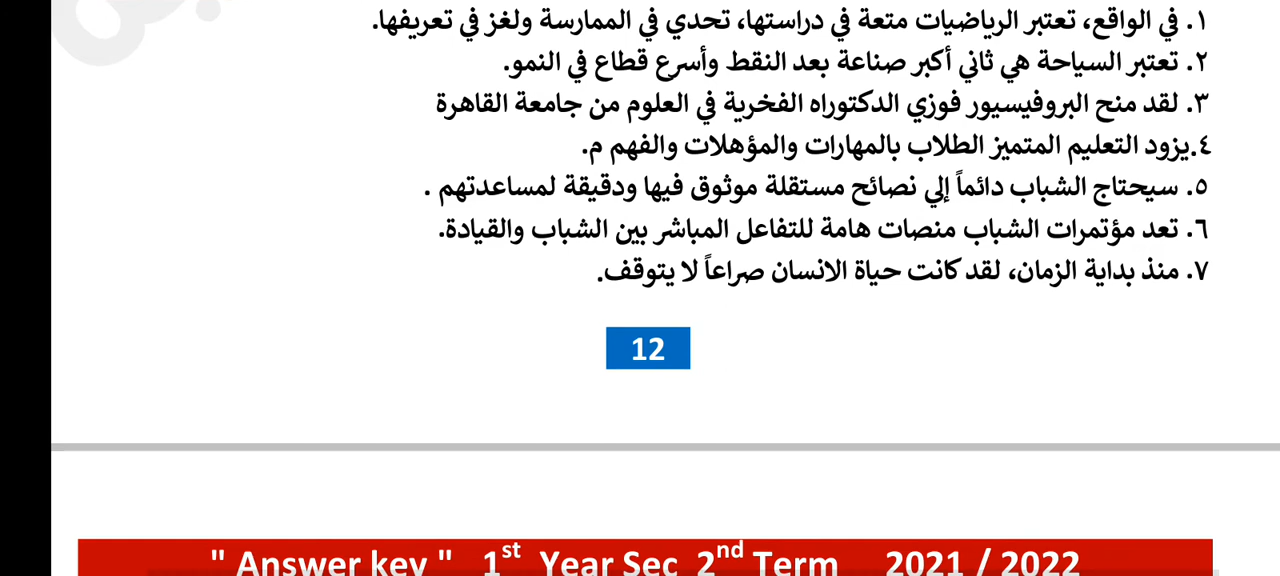 ١. في الواقع، تعتبر الرياضيات متعة في دراستها، تحدي في الممارسة ولغز في تعريفها.
٢. تعتبر السياحة هي ثاني أكبر صناعة بعد النقط وأسرع قطاع في النمو.
٣. لقد منح البروفيسيور فوزي الدكتوراه الفخرية في العلوم من جامعة القاهرة
٤.يزود التعليم المتميز الطلاب بالمهارات والمؤهلات والفهم م.
٥. سيحتاج الشباب دائماً إلي نصائح مستقلة موثوق فيها ودقيقة لمساعدتهم .
٦. تعد مؤتمرات الشباب منصات هامة للتفاعل المباشر بين الشباب والقيادة.
٧. منذ بداية الزمان، لقد كانت حياة الانسان صراعاً لا يتوقف.
12
" Answer key " 1st Year Sec 2nd Term 2021 / 2022